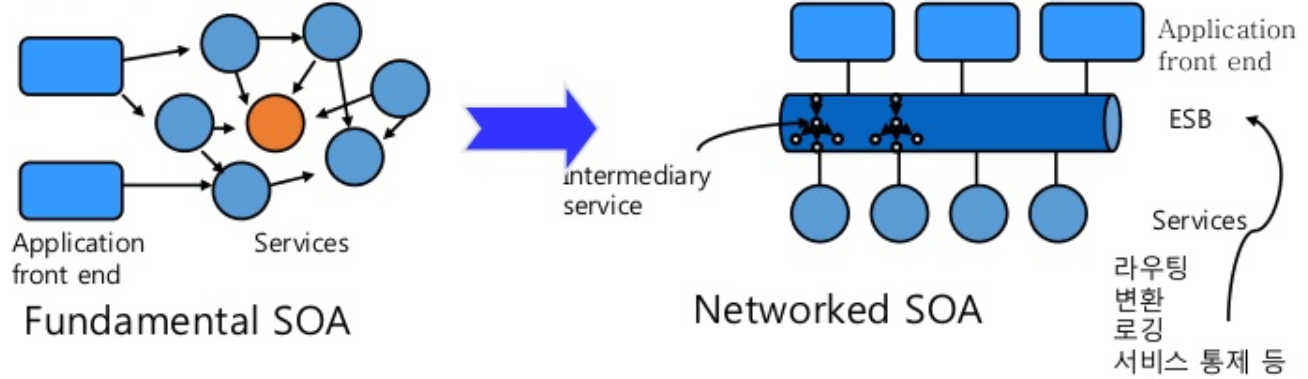 Application
front end
Services
Fundamental SOA
Intermediary
service
Networked SOA
Application
front end
ESB
Services
라우팅
변환
로깅
서비스 통제 등